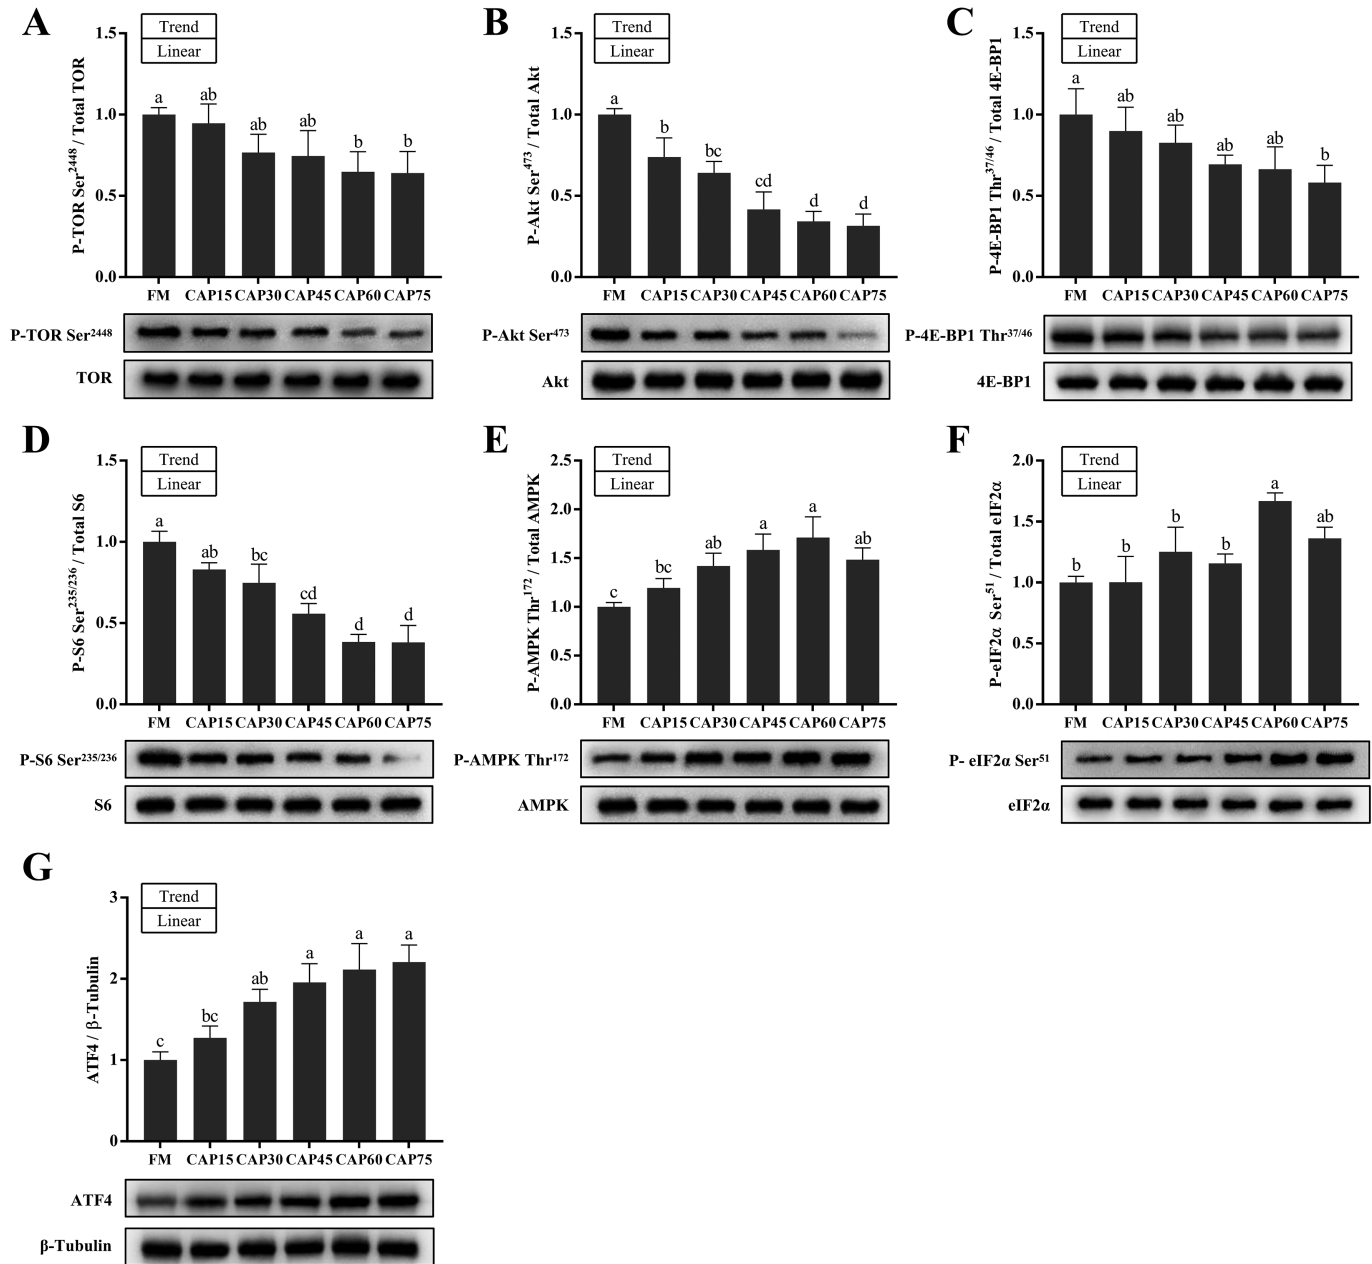 A
Trend
Linear
P-TOR Ser2448 / Total TOR
1.5
1.0
0.5
0.0
a ab ab ab b b
FM CAP15 CAP30 CAP45 CAP60 CAP75
P-TOR Ser2448
TOR
B
Trend
Linear
P-Akt Ser473 / Total Akt
1.5
1.0
0.5
0.0
a b bc cd d d
FM CAP15 CAP30 CAP45 CAP60 CAP75
P-Akt Ser473
Akt
C
Trend
Linear
P-4E-BP1 Thr37/46 / Total 4E-BP1
1.5
1.0
0.5
0.0
a ab ab ab ab b
FM CAP15 CAP30 CAP45 CAP60 CAP75
P-4E-BP1 Thr37/46
4E-BP1
D
Trend
Linear
P-S6 Ser235/236 / Total S6
1.5
1.0
0.5
0.0
a ab bc cd d d
FM CAP15 CAP30 CAP45 CAP60 CAP75
P-S6 Ser235/236
S6
E
Trend
Linear
P-AMPK Thr172 / Total AMPK
2.5
2.0
1.5
1.0
0.5
0.0
c bc ab a a ab
FM CAP15 CAP30 CAP45 CAP60 CAP75
P-AMPK Thr172
AMPK
F
Trend
Linear
P-eIF2α Ser51 / Total eIF2α
2.0
1.5
1.0
0.5
0.0
b b b b a ab
FM CAP15 CAP30 CAP45 CAP60 CAP75
P- eIF2α Ser51
eIF2α
G
Trend
Linear
ATF4 / β-Tubulin
3
2
1
0
c bc ab a a a
FM CAP15 CAP30 CAP45 CAP60 CAP75
ATF4
β-Tubulin